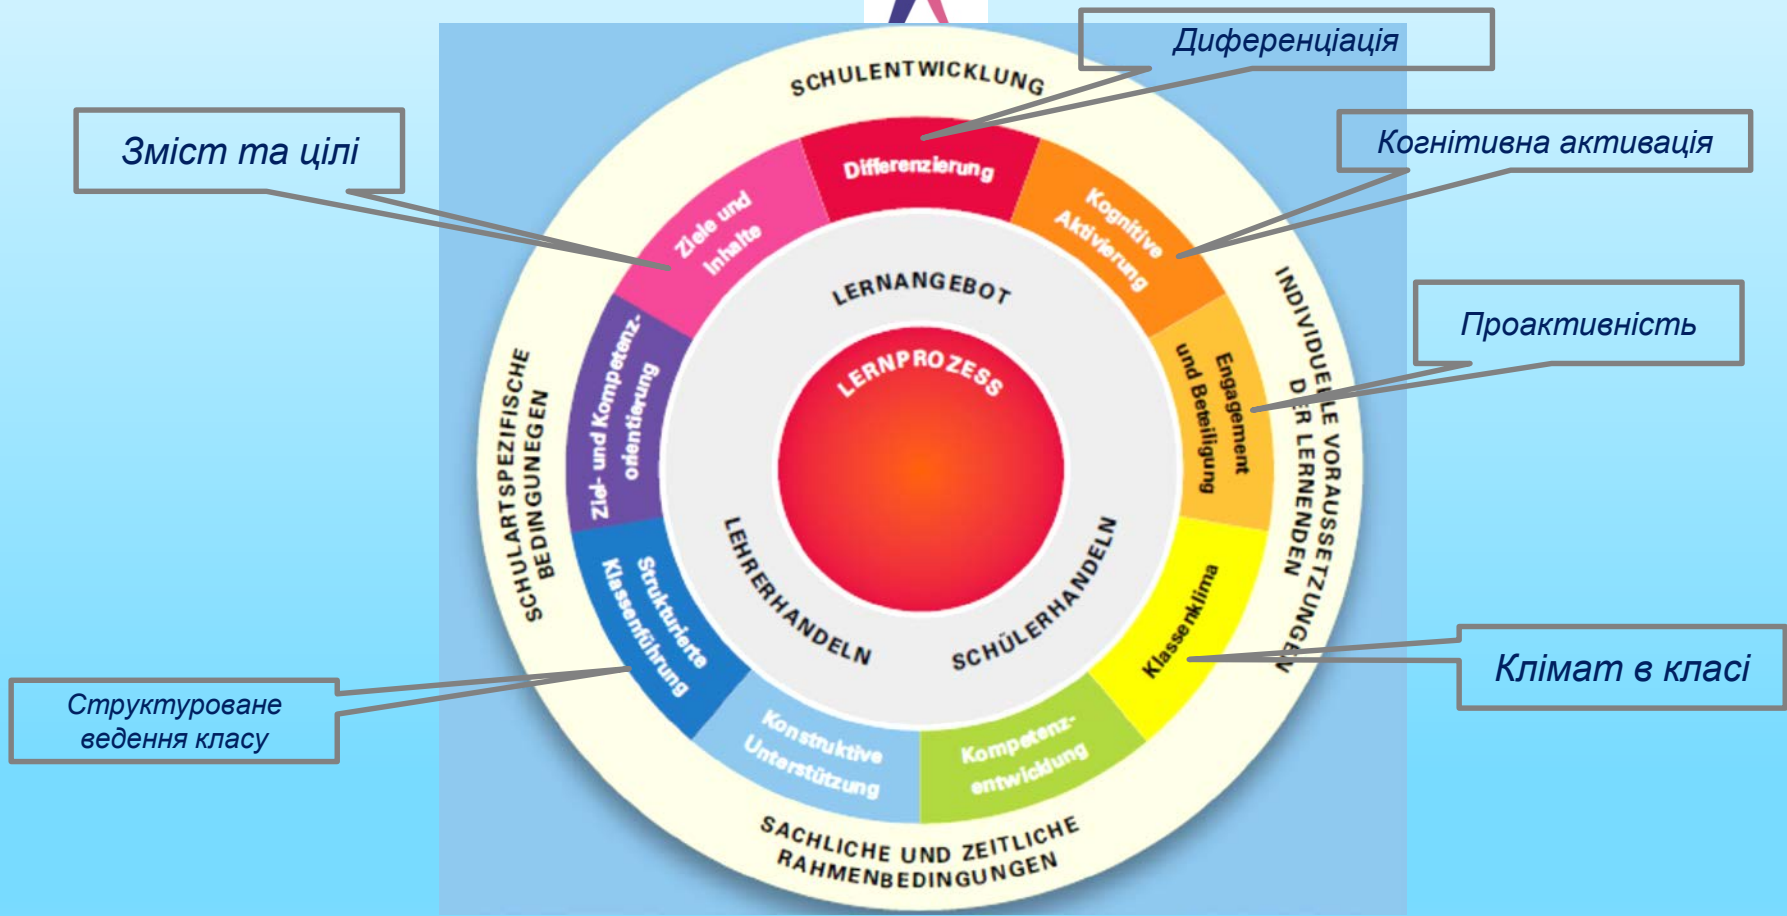 Диференціація
Зміст та цілі
Когнітивна активація
Проактивність
Клімат в класі
Структуроване
ведення класу
SCHULENTWICKLUNG
INDIVIDUELLE VORAUSSETZUNGEN
DER LERNENDEN
SACHLICHE UND ZEITLICHE
RAHMENBEDINGUNGEN
SCHULARTSPEZIFISCHE
BEDINGUNEGEN
Differenzierung
Kognitive
Aktivierung
Engagement
und Beteiligung
Klassenklima
Kompetenz-
entwicklung
Konstruktive
Unterstützung
Strukturierte
Klassenführung
Ziel- und Kompetenz-
orientierung
Ziele und
Inhalte
LERNANGEBOT
SCHÜLERHANDELN
LEHRERHANDELN
LERNPROZESS